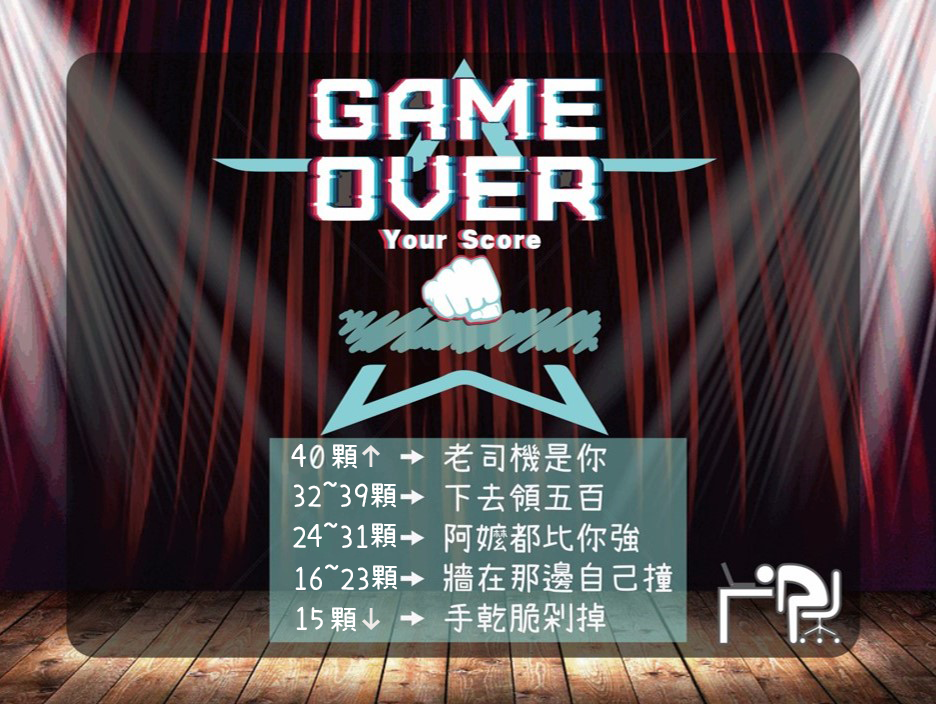 GAME
OVER
Your Score
40顆↑ ➡ 老司機是你
32~39顆➡ 下去領五百
24~31顆➡ 阿嬤都比你強
16~23顆➡ 牆在那邊自己撞
15顆↓ ➡ 手乾脆剁掉